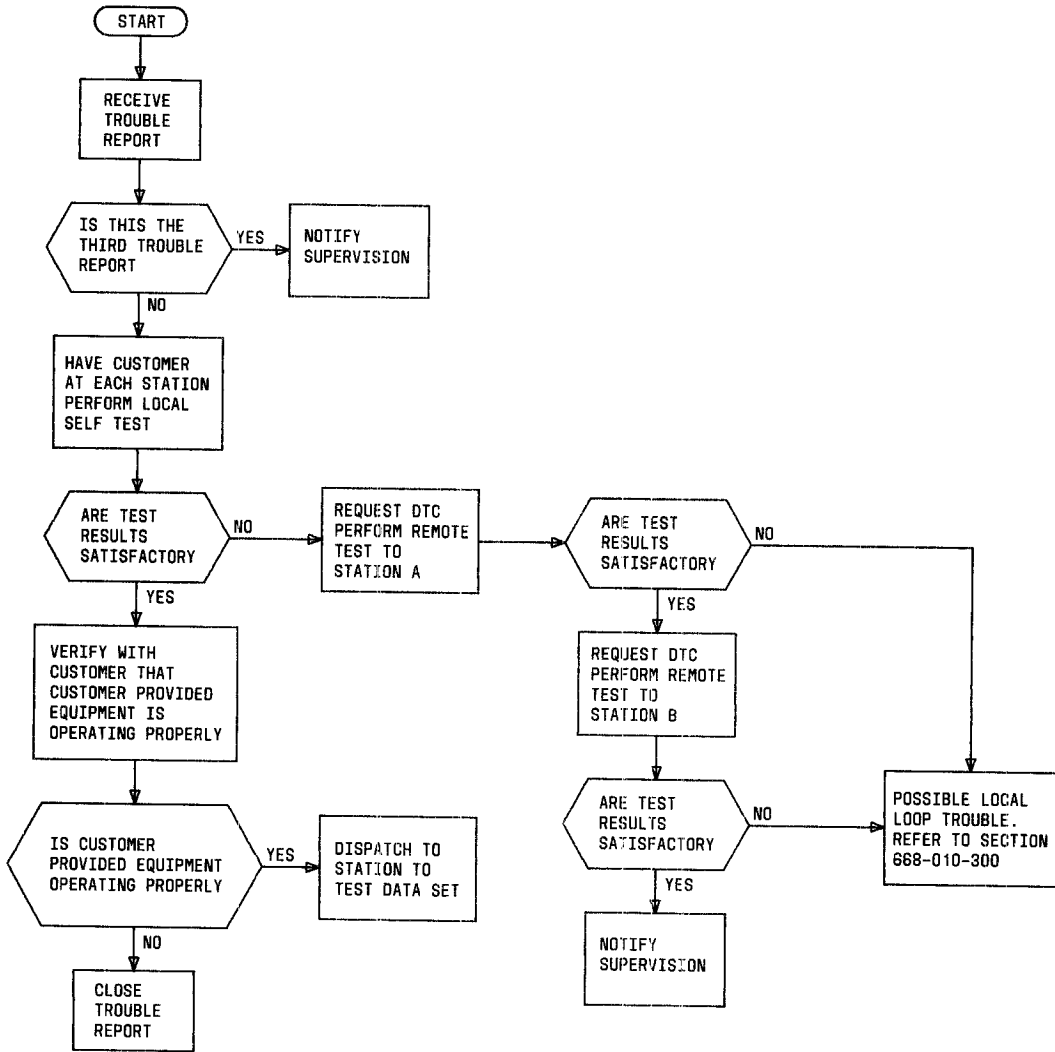 START
RECEIVE
TROUBLE
REPORT
IS THIS THE
THIRD TROUBLE
REPORT
YES
NOTIFY
SUPERVISION
NO
HAVE CUSTOMER
AT EACH STATION
PERFORM LOCAL
SELF TEST
ARE TEST
RESULTS
SATISFACTORY
NO
REQUEST DTC
PERFORM REMOTE
TEST TO
STATION A
ARE TEST
RESULTS
SATISFACTORY
NO
YES
VERIFY WITH
CUSTOMER THAT
CUSTOMER PROVIDED
EQUIPMENT IS
OPERATING PROPERLY
YES
REQUEST DTC
PERFORM REMOTE
TEST TO
STATION B
IS CUSTOMER
PROVIDED EQUIPMENT
OPERATING PROPERLY
YES
DISPATCH TO
STATION TO
TEST DATA SET
ARE TEST
RESULTS
SATISFACTORY
NO
POSSIBLE LOCAL
LOOP TROUBLE.
REFER TO SECTION
668-010-300
YES
NOTIFY
SUPERVISION
NO
CLOSE
TROUBLE
REPORT